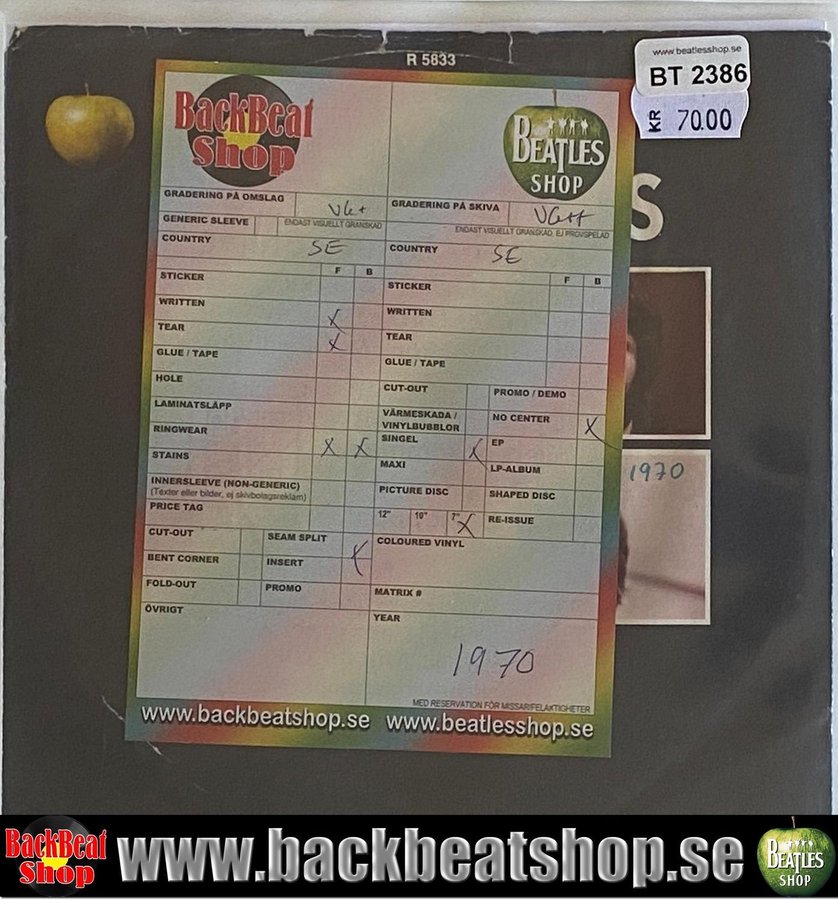 R 5833
www.beatlesshop.se
BT 2386
KR 70.00
S
BackBeat
Shop
BEATLES
SHOP
GRADERING PÅ OMSLAG VG+
ENDAST VISUELLT GRANSKAD
GENERIC SLEEVE
COUNTRY SE
F B
STICKER
WRITTEN X
TEAR X
GLUE / TAPE
HOLE
LAMINATSLÄPP
RINGWEAR X X
STAINS
INNERSLEEVE (NON-GENERIC)
(Texter eller bilder, ej skivbolagsreklam)
PRICE TAG
CUT-OUT SEAM SPLIT X
BENT CORNER INSERT
FOLD-OUT PROMO
ÖVRIGT
GRADERING PÅ SKIVA VG++
ENDAST VISUELLT GRANSKAD, EJ PROVSPELAD
COUNTRY SE
F B
STICKER
WRITTEN
TEAR
GLUE / TAPE
CUT-OUT PROMO / DEMO
VÄRMESKADA /
VINYLBUBBLOR NO CENTER X
SINGEL X EP
MAXI LP-ALBUM
PICTURE DISC SHAPED DISC
12" 10" 7" X RE-ISSUE
COLOURED VINYL
MATRIX #
YEAR
1970
MED RESERVATION FÖR MISSAR/FELAKTIGHETER
www.backbeatshop.se www.beatlesshop.se
1970
BackBeat
Shop
www.backbeatshop.se
BEATLES
SHOP